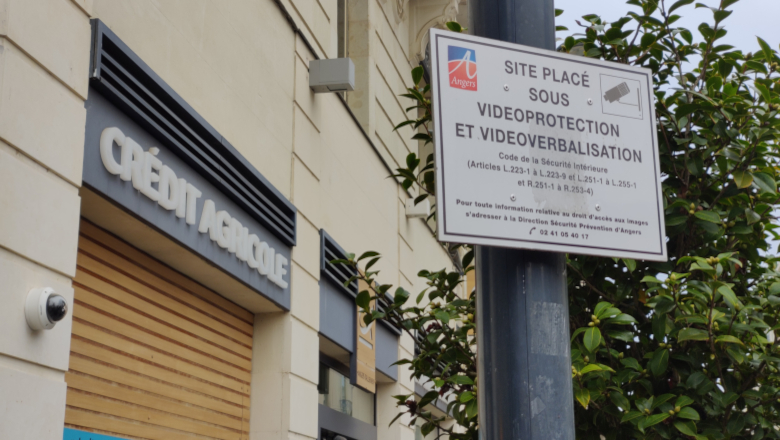 CRÉDIT AGRICOLE
Angers
SITE PLACÉ
SOUS
VIDEOPROTECTION
ET VIDEOVERBALISATION
Code de la Sécurité Intérieure
(Articles L.223-1 à L.223-9 et L.251-1 à L.255-1
et R.251-1 à R.253-4)
Pour toute information relative au droit d'accès aux images
s'adresser à la Direction Sécurité Prévention d'Angers
02 41 05 40 17